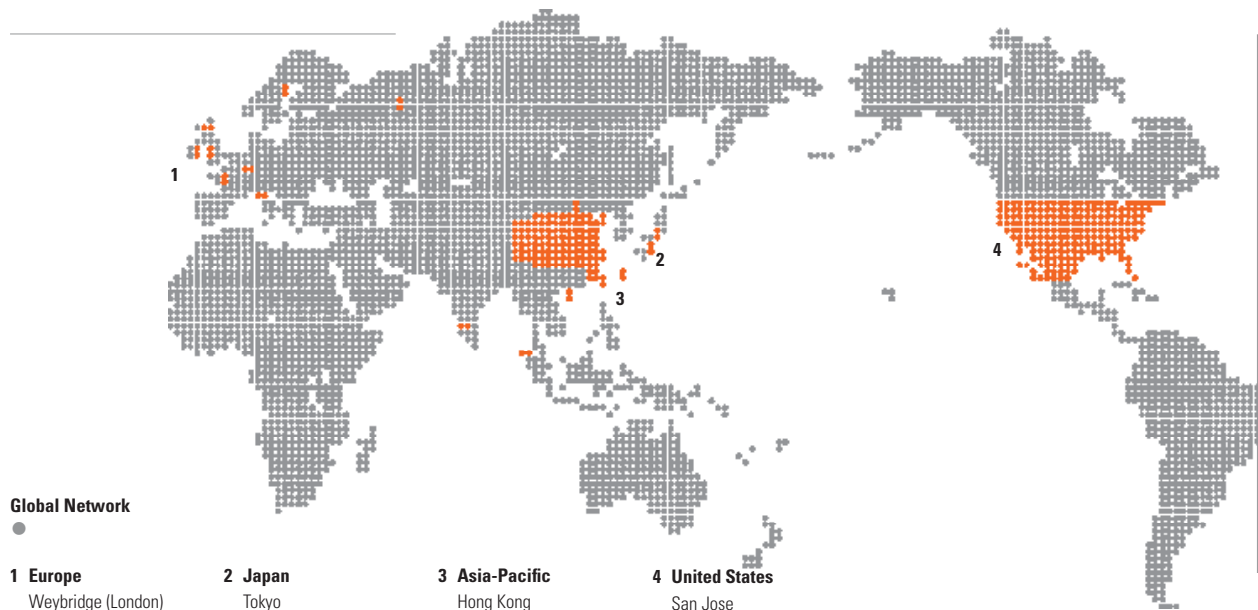 1
2
3
4
Global Network
1 Europe
Weybridge (London)
2 Japan
Tokyo
3 Asia-Pacific
Hong Kong
4 United States
San Jose